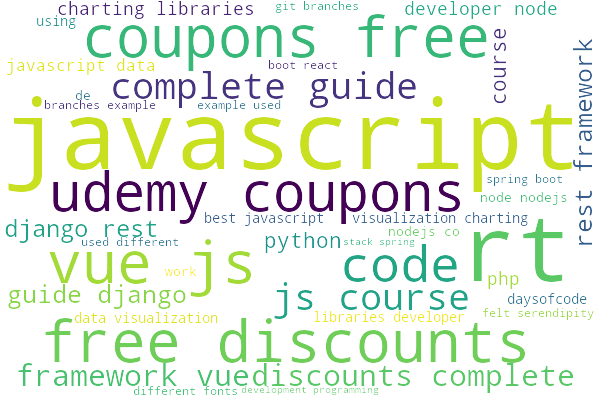 git branches
charting libraries
developer node
using
coupons free
course
rest framework
javascript data
boot react
complete guide
de
branches example
example used
javascript
udemy coupons
spring boot
node nodejs
best javascript
visualization charting
django rest
rt
nodejs co
used different
python
stack spring
vue js
code
work
php
guide django
js course
daysofcode
data visualization
libraries developer
felt serendipity
free discounts
framework vuediscounts complete
different fonts
development programming